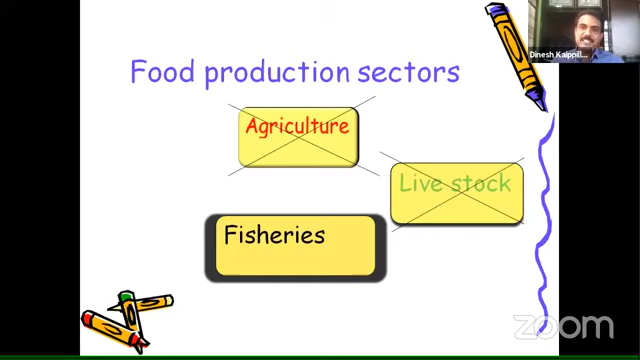 Dinesh Kaippill...
Food production sectors
Agriculture
Live stock
Fisheries
zoom